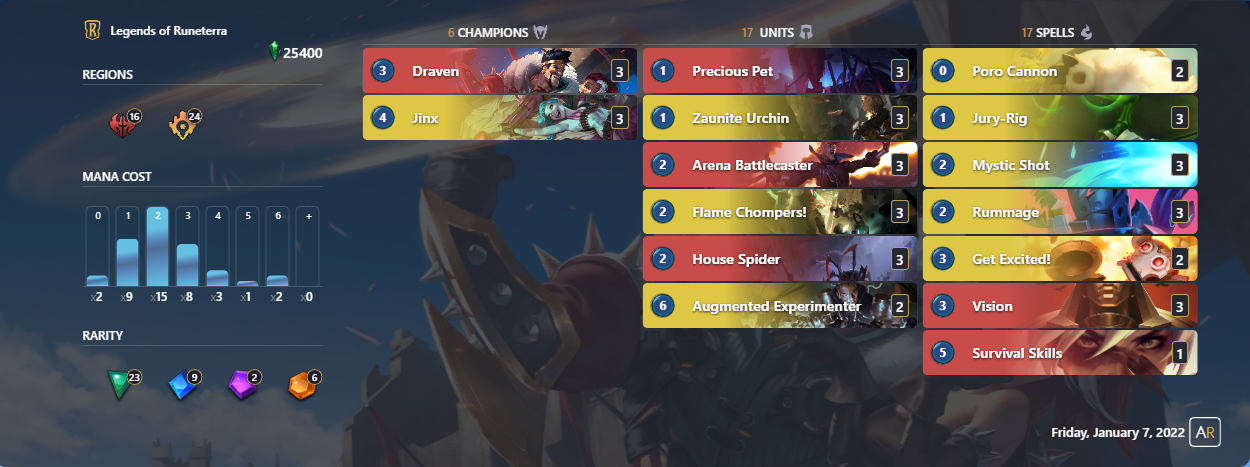 Legends of Runeterra
25400
REGIONS
16
24
MANA COST
0 1 2 3 4 5 6 +
x2 x9 x15 x8 x3 x1 x2 x0
RARITY
23 9 2 6
6 CHAMPIONS
3 Draven 3
4 Jinx 3
17 UNITS
1 Precious Pet 3
1 Zaunite Urchin 3
2 Arena Battlecaster 3
2 Flame Chompers! 3
2 House Spider 3
6 Augmented Experimenter 2
17 SPELLS
0 Poro Cannon 2
1 Jury-Rig 3
2 Mystic Shot 3
2 Rummage 3
3 Get Excited! 2
3 Vision 3
5 Survival Skills 1
Friday, January 7, 2022 AR